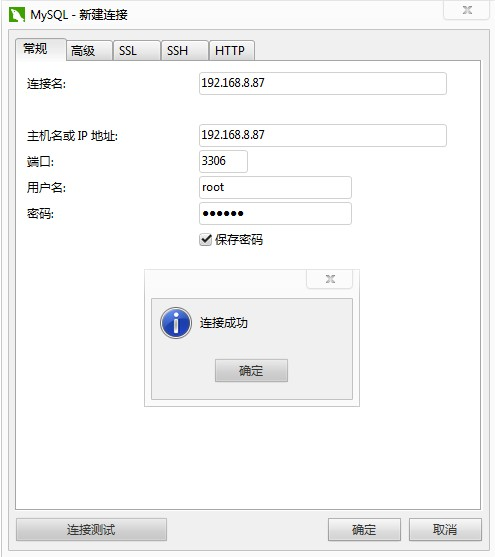 MySQL - 新建连接
常规 高级 SSL SSH HTTP
连接名: 192.168.8.87
主机名或 IP 地址: 192.168.8.87
端口: 3306
用户名: root
密码: ●●●●●●
保存密码
连接成功
确定
连接测试 确定 取消